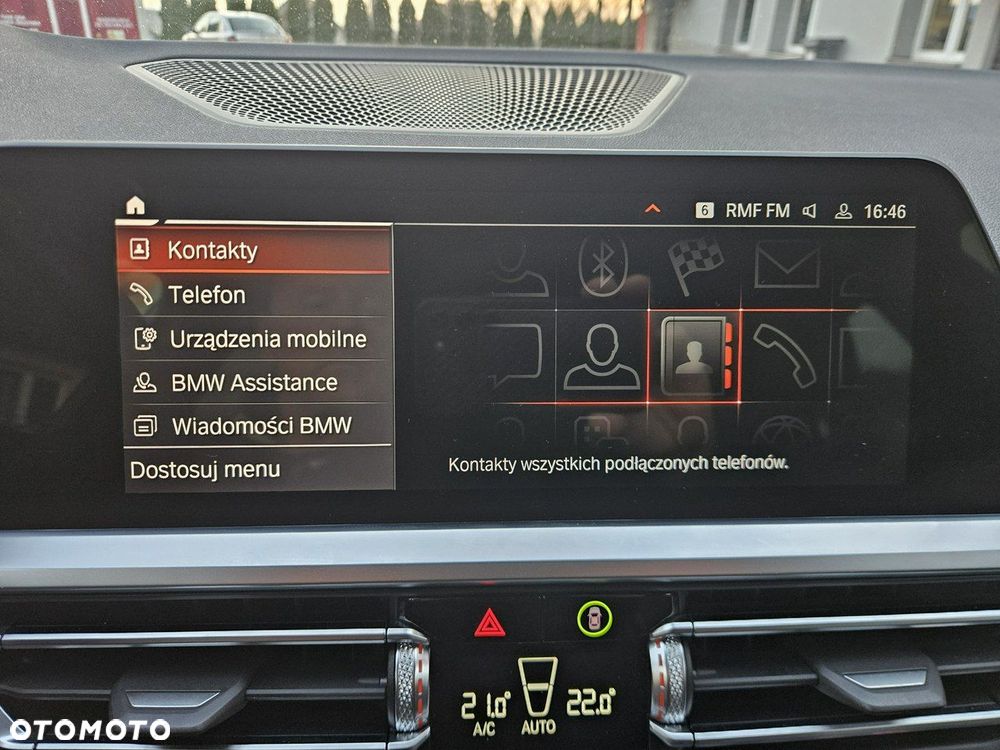 6 RMF FM 16:46
Kontakty
Telefon
Urządzenia mobilne
BMW Assistance
Wiadomości BMW
Dostosuj menu
Kontakty wszystkich podłączonych telefonów.
21.0° 22.0°
A/C AUTO
OTOMOTO